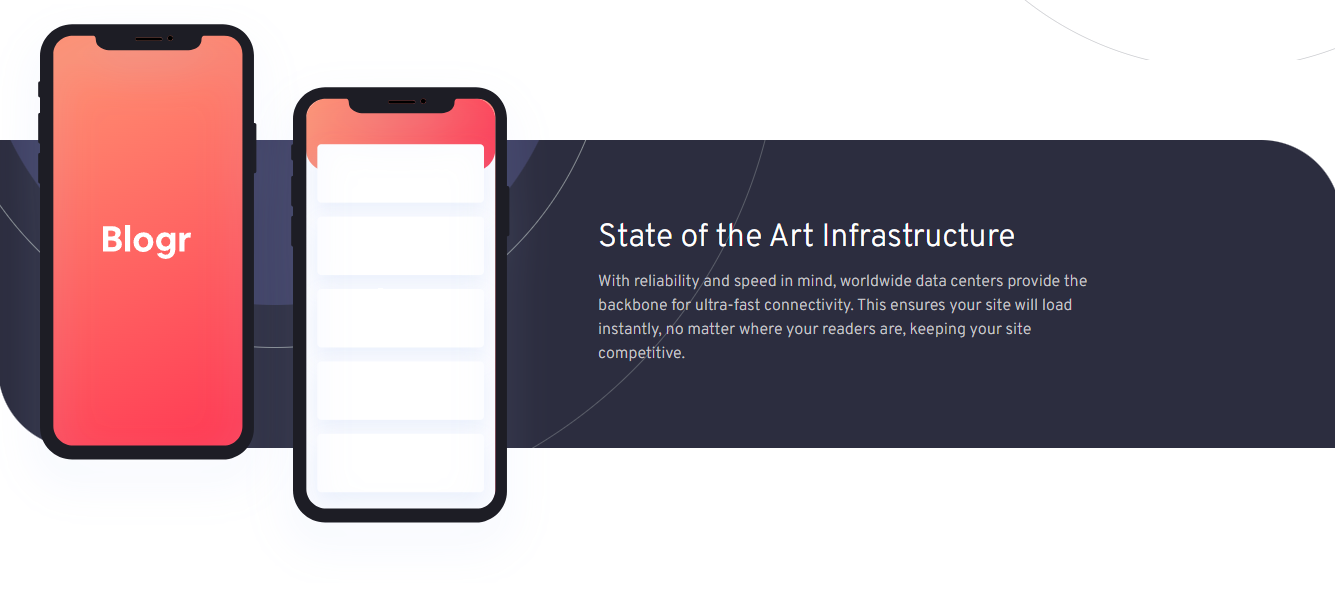 Blogr
State of the Art Infrastructure
With reliability and speed in mind, worldwide data centers provide the
backbone for ultra-fast connectivity. This ensures your site will load
instantly, no matter where your readers are, keeping your site
competitive.